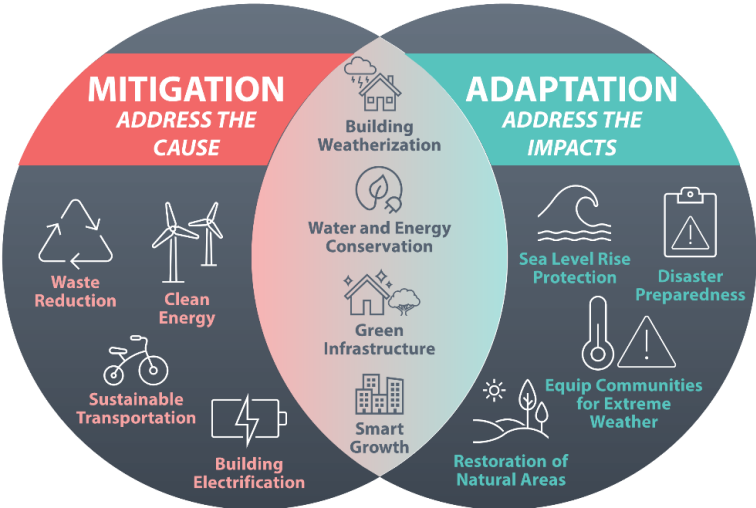 MITIGATION
ADDRESS THE
CAUSE
Waste
Reduction
Clean
Energy
Sustainable
Transportation
Building
Electrification
Building
Weatherization
Water and Energy
Conservation
Green
Infrastructure
Smart
Growth
ADAPTATION
ADDRESS THE
IMPACTS
Sea Level Rise
Protection
Disaster
Preparedness
Equip Communities
for Extreme
Weather
Restoration of
Natural Areas